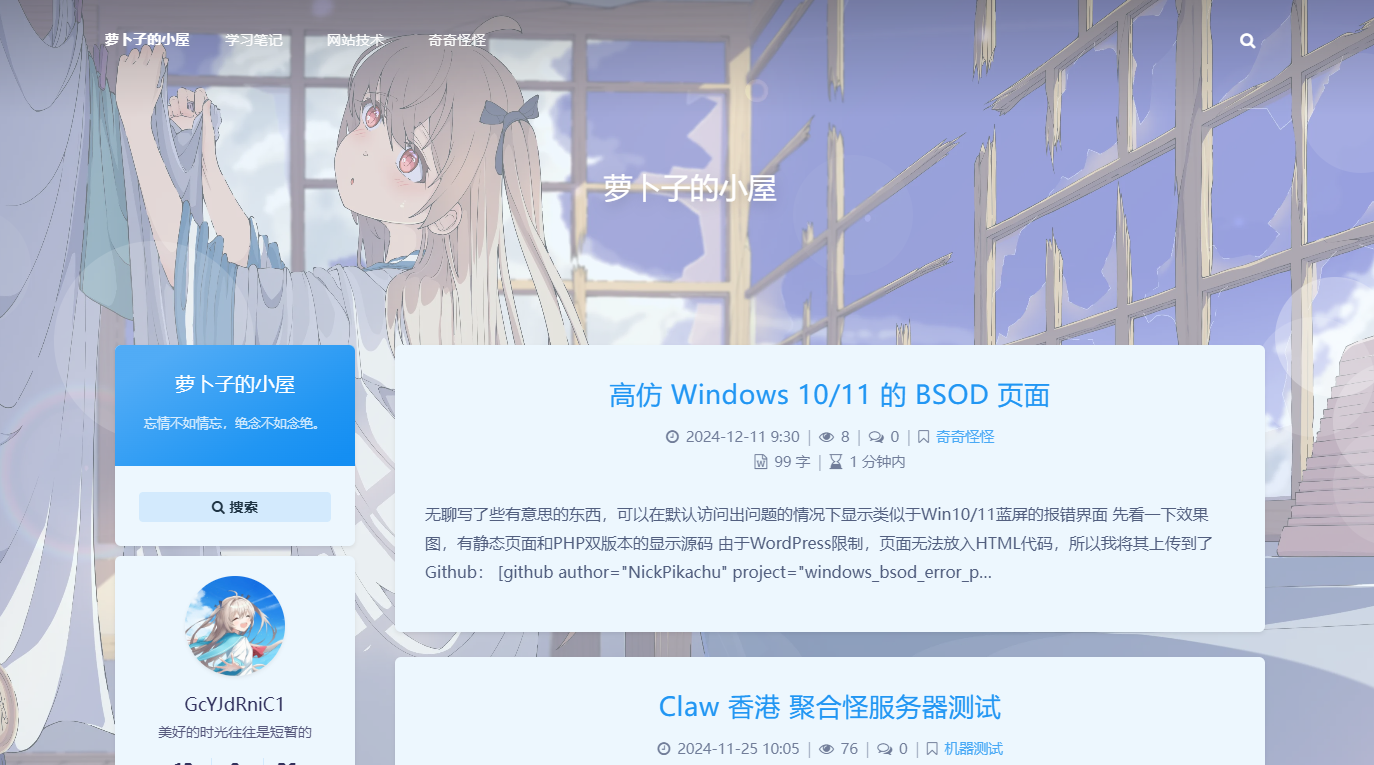 萝卜子的小屋 学习笔记 网站技术 奇奇怪怪
萝卜子的小屋
萝卜子的小屋
忘情不如情忘，绝念不如念绝。
搜索
GcYJdRniC1
美好的时光往往是短暂的
高仿 Windows 10/11 的 BSOD 页面
2024-12-11 9:30 | 8 | 0 | 奇奇怪怪
99 字 | 1 分钟内
无聊写了些有意思的东西，可以在默认访问出问题的情况下显示类似于Win10/11蓝屏的报错界面 先看一下效果
图，有静态页面和PHP双版本的显示源码 由于WordPress限制，页面无法放入HTML代码，所以我将其上传到了
Github： [github author="NickPikachu" project="windows_bsod_error_p...
Claw 香港 聚合怪服务器测试
2024-11-25 10:05 | 76 | 0 | 机器测试